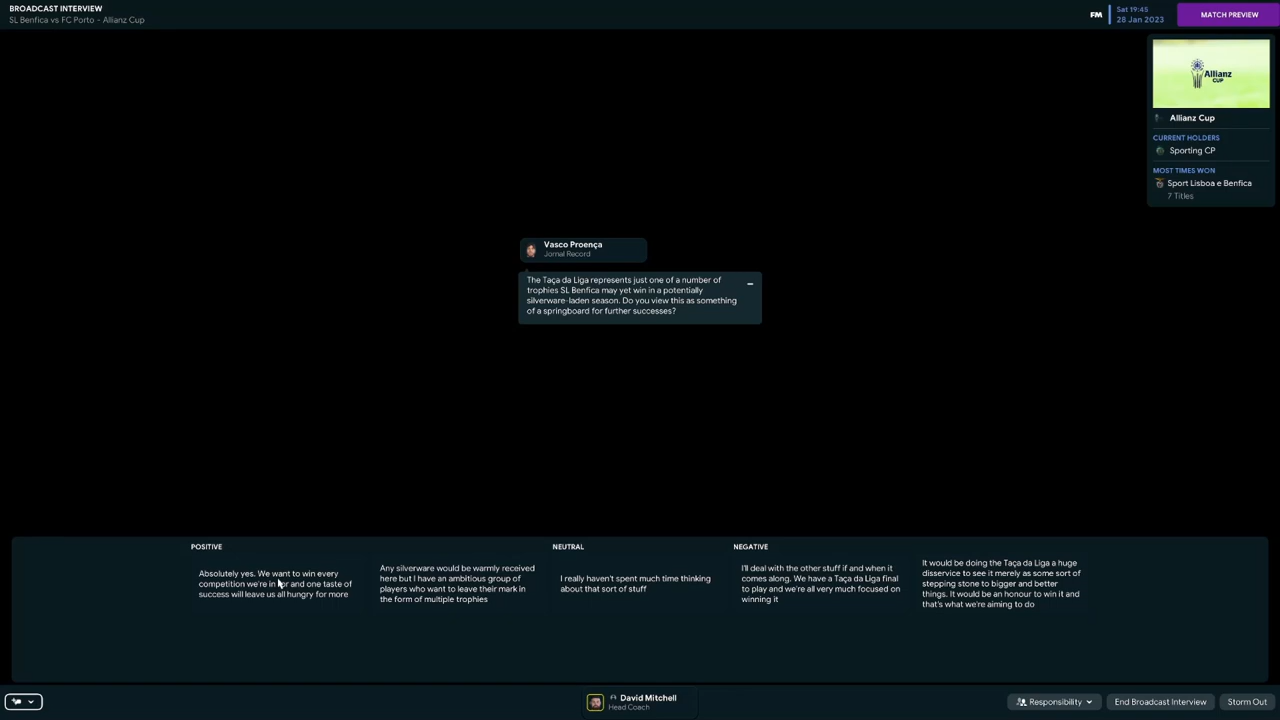 BROADCAST INTERVIEW
SL Benfica vs FC Porto - Allianz Cup
FM
Sat 19:45
28 Jan 2023
MATCH PREVIEW
Allianz
CUP
Allianz Cup
CURRENT HOLDERS
Sporting CP
MOST TIMES WON
Sport Lisboa e Benfica
7 Titles
Vasco Proença
Jornal Record
The Taça da Liga represents just one of a number of
trophies SL Benfica may yet win in a potentially
silverware-laden season. Do you view this as something
of a springboard for further successes?
POSITIVE
Absolutely yes. We want to win every
competition we're in for and one taste of
success will leave us all hungry for more
Any silverware would be warmly received
here but I have an ambitious group of
players who want to leave their mark in
the form of multiple trophies
NEUTRAL
I really haven't spent much time thinking
about that sort of stuff
NEGATIVE
I'll deal with the other stuff if and when it
comes along. We have a Taça da Liga final
to play and we're all very much focused on
winning it
It would be doing the Taça da Liga a huge
disservice to see it merely as some sort of
stepping stone to bigger and better
things. It would be an honour to win it and
that's what we're aiming to do
David Mitchell
Head Coach
Responsibility
End Broadcast Interview
Storm Out